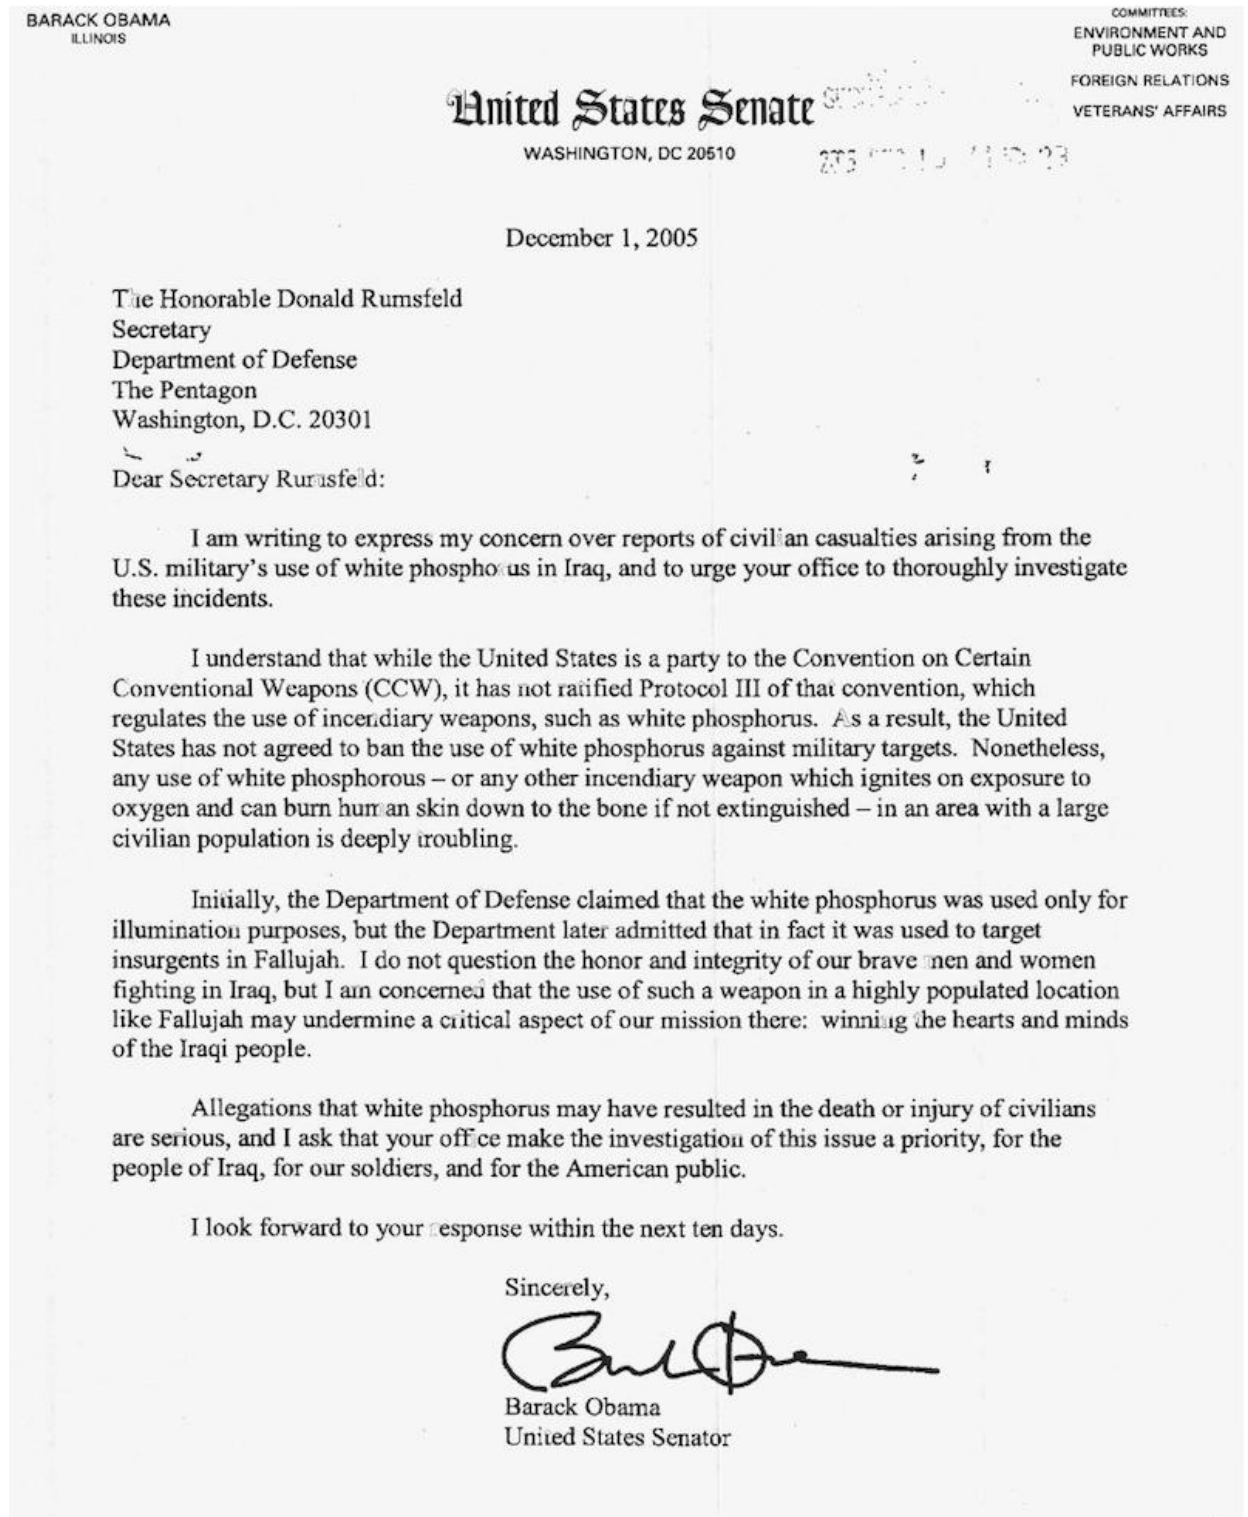 BARACK OBAMA
ILLINOIS
COMMITTEES:
ENVIRONMENT AND
PUBLIC WORKS
FOREIGN RELATIONS
VETERANS' AFFAIRS
United States Senate
WASHINGTON, DC 20510
December 1, 2005
The Honorable Donald Rumsfeld
Secretary
Department of Defense
The Pentagon
Washington, D.C. 20301
Dear Secretary Rumsfeld:
I am writing to express my concern over reports of civilian casualties arising from the
U.S. military's use of white phosphorus in Iraq, and to urge your office to thoroughly investigate
these incidents.
I understand that while the United States is a party to the Convention on Certain
Conventional Weapons (CCW), it has not ratified Protocol III of that convention, which
regulates the use of incendiary weapons, such as white phosphorus. As a result, the United
States has not agreed to ban the use of white phosphorus against military targets. Nonetheless,
any use of white phosphorous – or any other incendiary weapon which ignites on exposure to
oxygen and can burn human skin down to the bone if not extinguished – in an area with a large
civilian population is deeply troubling.
Initially, the Department of Defense claimed that the white phosphorus was used only for
illumination purposes, but the Department later admitted that in fact it was used to target
insurgents in Fallujah. I do not question the honor and integrity of our brave men and women
fighting in Iraq, but I am concerned that the use of such a weapon in a highly populated location
like Fallujah may undermine a critical aspect of our mission there: winning the hearts and minds
of the Iraqi people.
Allegations that white phosphorus may have resulted in the death or injury of civilians
are serious, and I ask that your office make the investigation of this issue a priority, for the
people of Iraq, for our soldiers, and for the American public.
I look forward to your response within the next ten days.
Sincerely,
Barack Obama
United States Senator